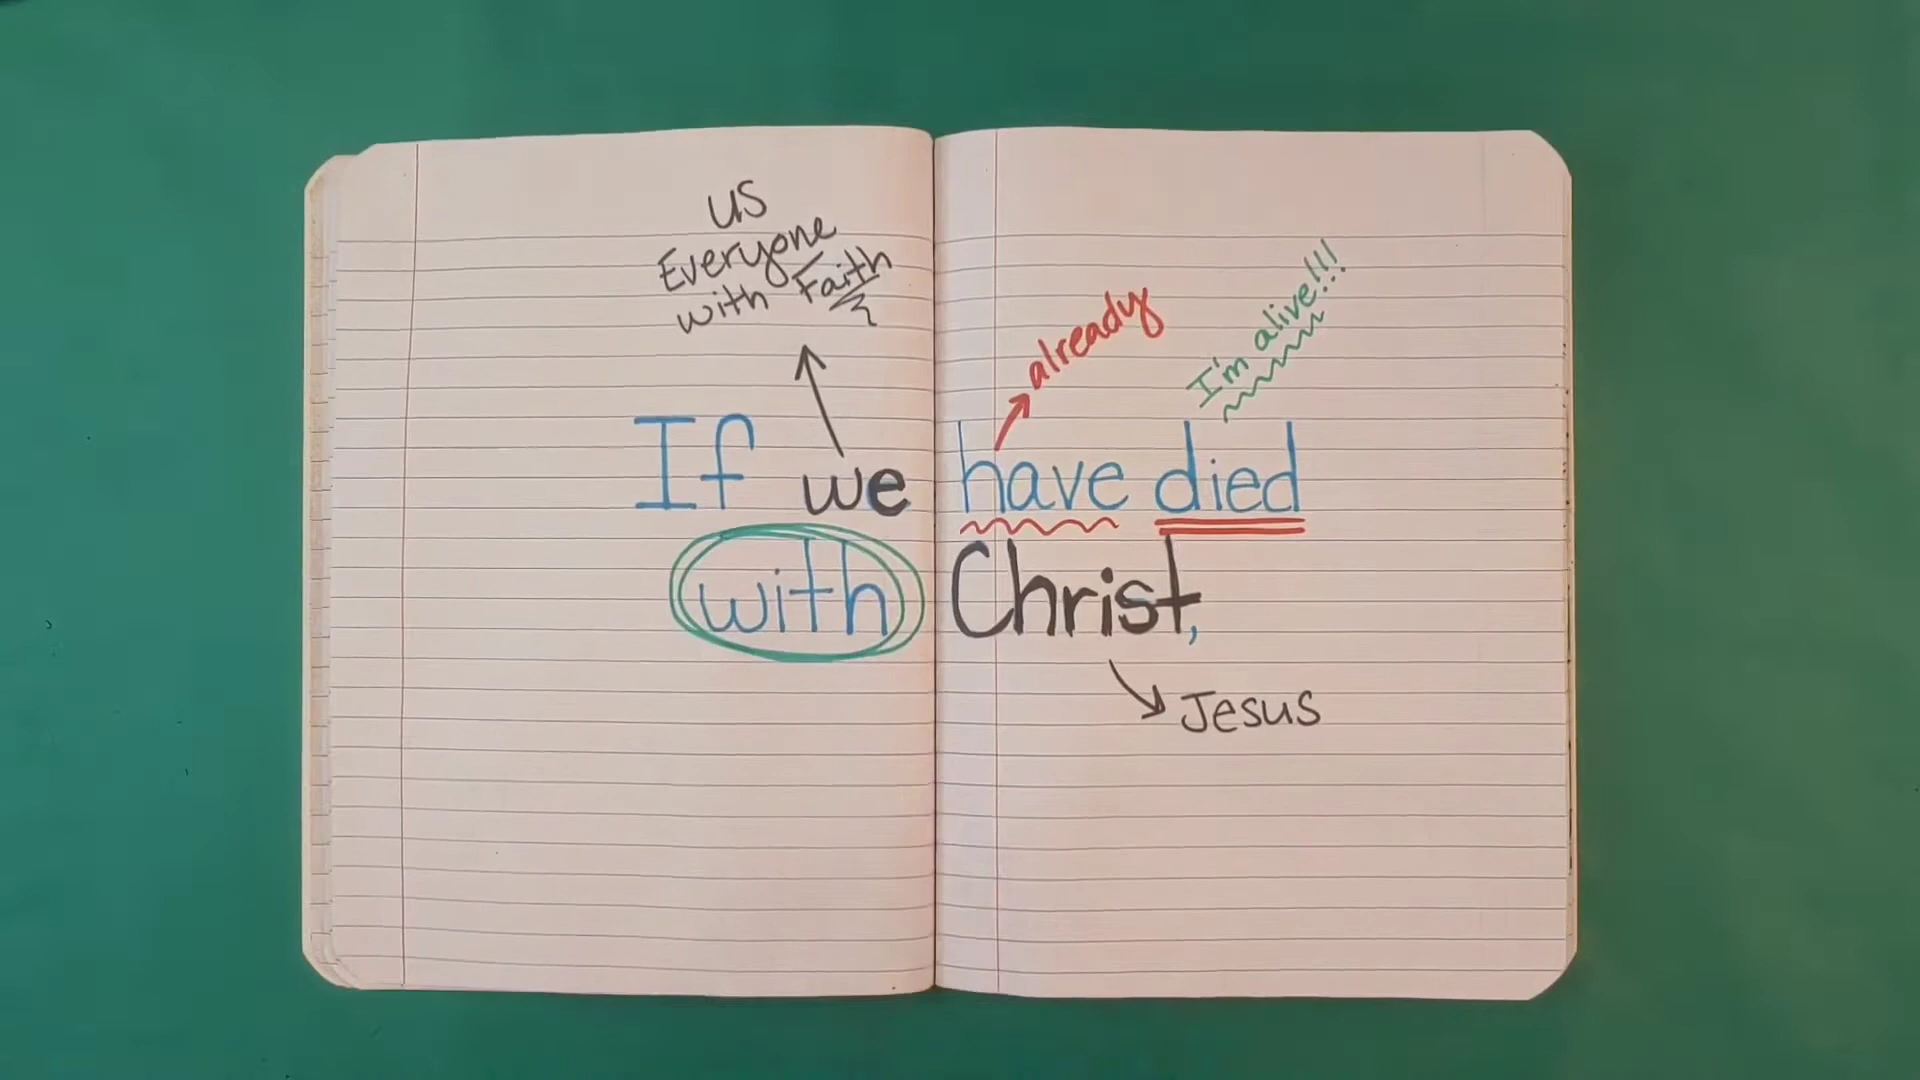 us
Everyone
with Faith
already
I'm alive!!!
If we have died
with Christ,
Jesus